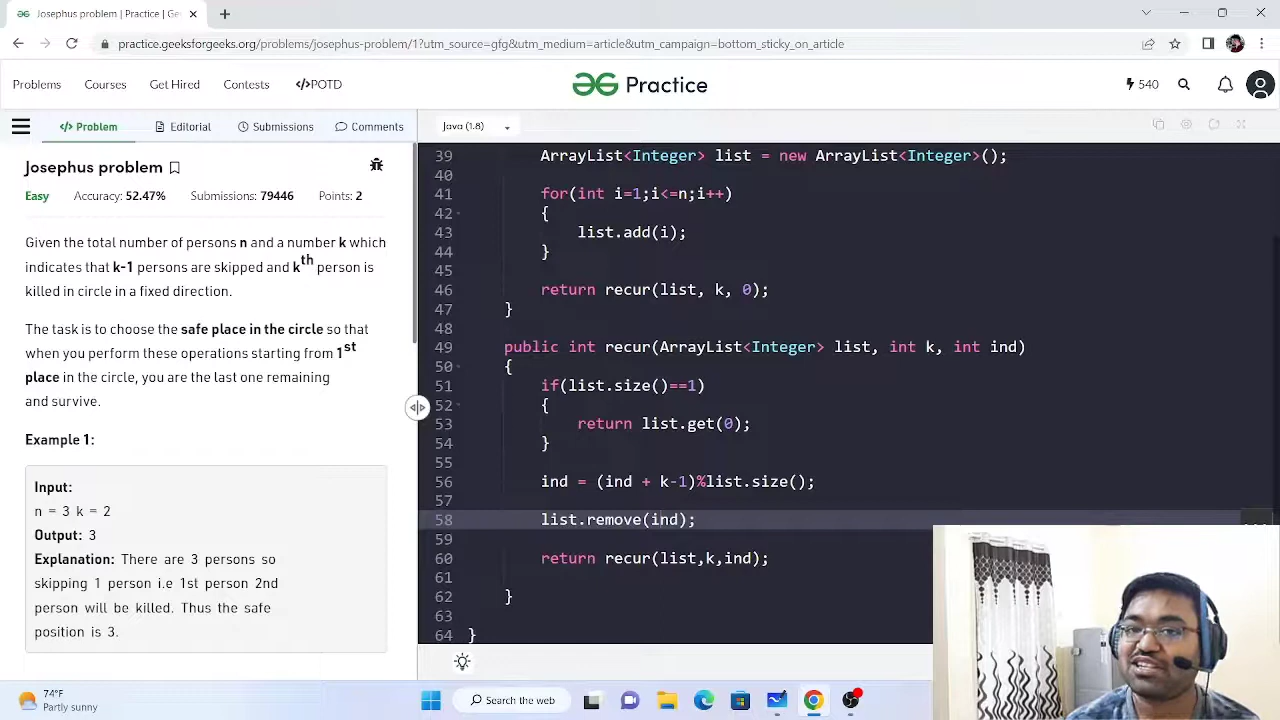 Josephus problem | Practice | Ge
practice.geeksforgeeks.org/problems/josephus-problem/1?utm_source=gfg&utm_medium=article&utm_campaign=bottom_sticky_on_article
Problems Courses Get Hired Contests </>POTD Practice 540
</> Problem Editorial Submissions Comments Java (1.8)
Josephus problem
Easy Accuracy: 52.47% Submissions: 79446 Points: 2
Given the total number of persons n and a number k which
indicates that k-1 persons are skipped and kth person is
killed in circle in a fixed direction.
The task is to choose the safe place in the circle so that
when you perform these operations starting from 1st
place in the circle, you are the last one remaining
and survive.
Example 1:
Input:
n = 3 k = 2
Output: 3
Explanation: There are 3 persons so
skipping 1 person i.e 1st person 2nd
person will be killed. Thus the safe
position is 3.
39 ArrayList<Integer> list = new ArrayList<Integer>();
40
41 for(int i=1;i<=n;i++)
42 {
43 list.add(i);
44 }
45
46 return recur(list, k, 0);
47 }
48
49 public int recur(ArrayList<Integer> list, int k, int ind)
50 {
51 if(list.size()==1)
52 {
53 return list.get(0);
54 }
55
56 ind = (ind + k-1)%list.size();
57
58 list.remove(ind);
59
60 return recur(list,k,ind);
61
62 }
63
64 }
74°F
Partly sunny
Search the web